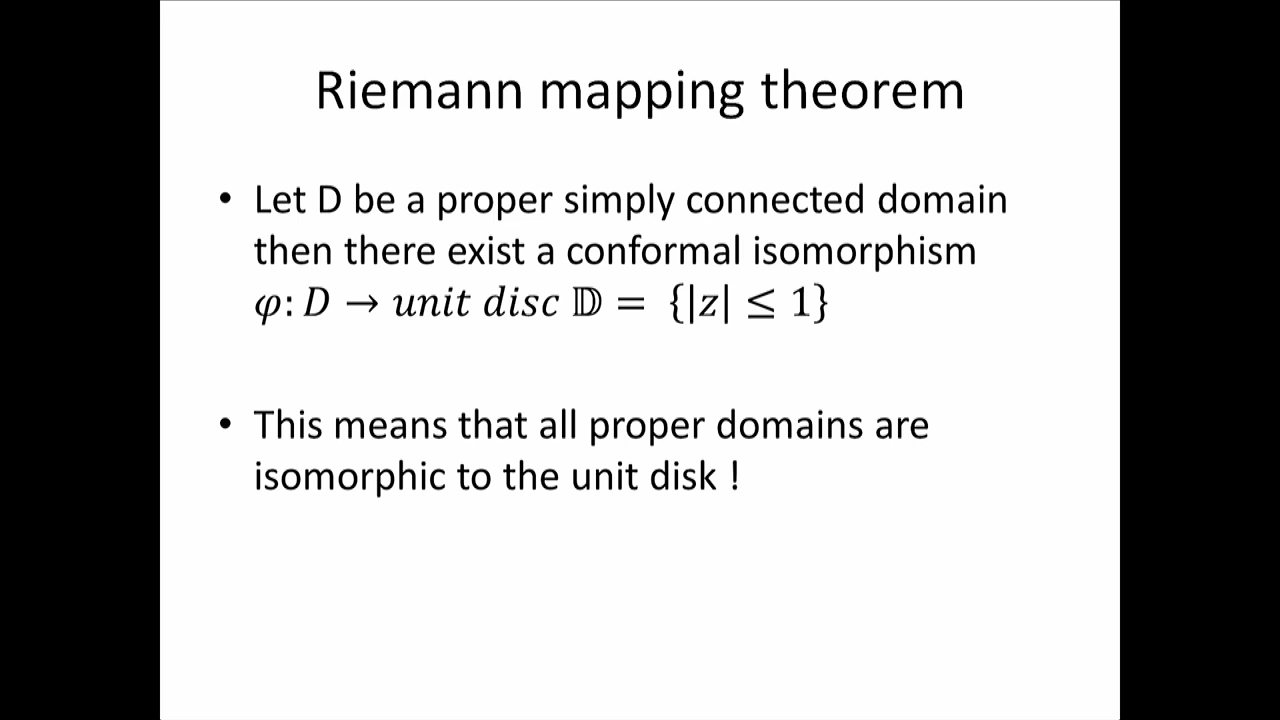 Riemann mapping theorem
• Let D be a proper simply connected domain
then there exist a conformal isomorphism
φ: D → unit disc 𝔻 = {|z| ≤ 1}
• This means that all proper domains are
isomorphic to the unit disk !